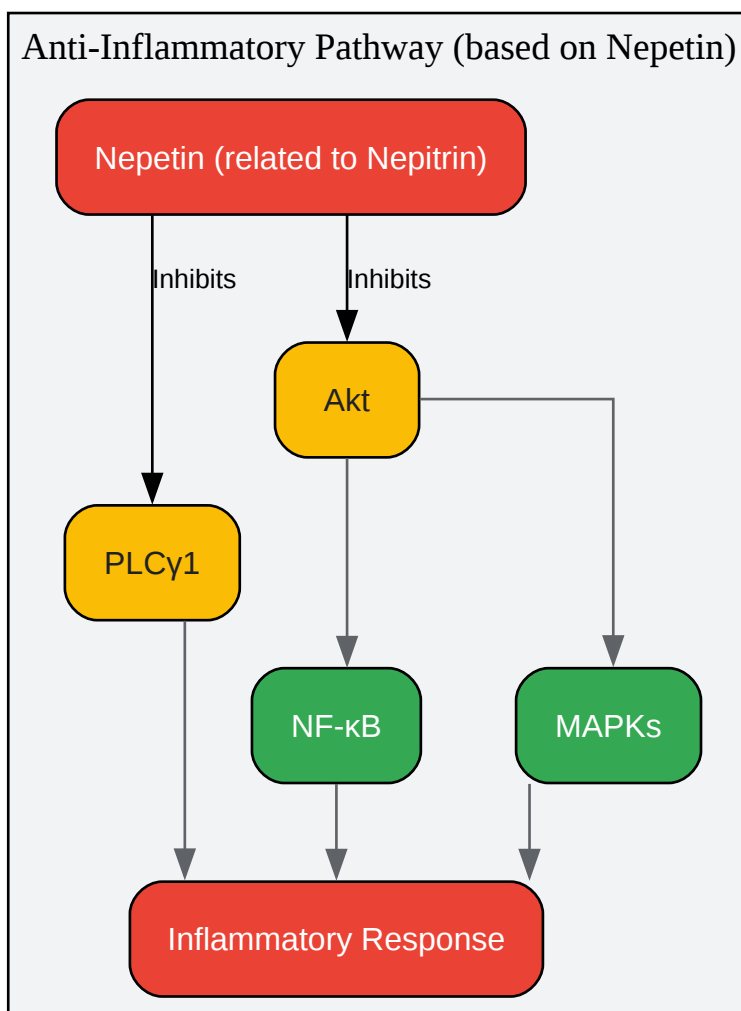 Anti-Inflammatory Pathway (based on Nepetin)
Nepetin (related to Nepitrin)
Inhibits
Inhibits
Akt
PLCγ1
NF-κB
MAPKs
Inflammatory Response